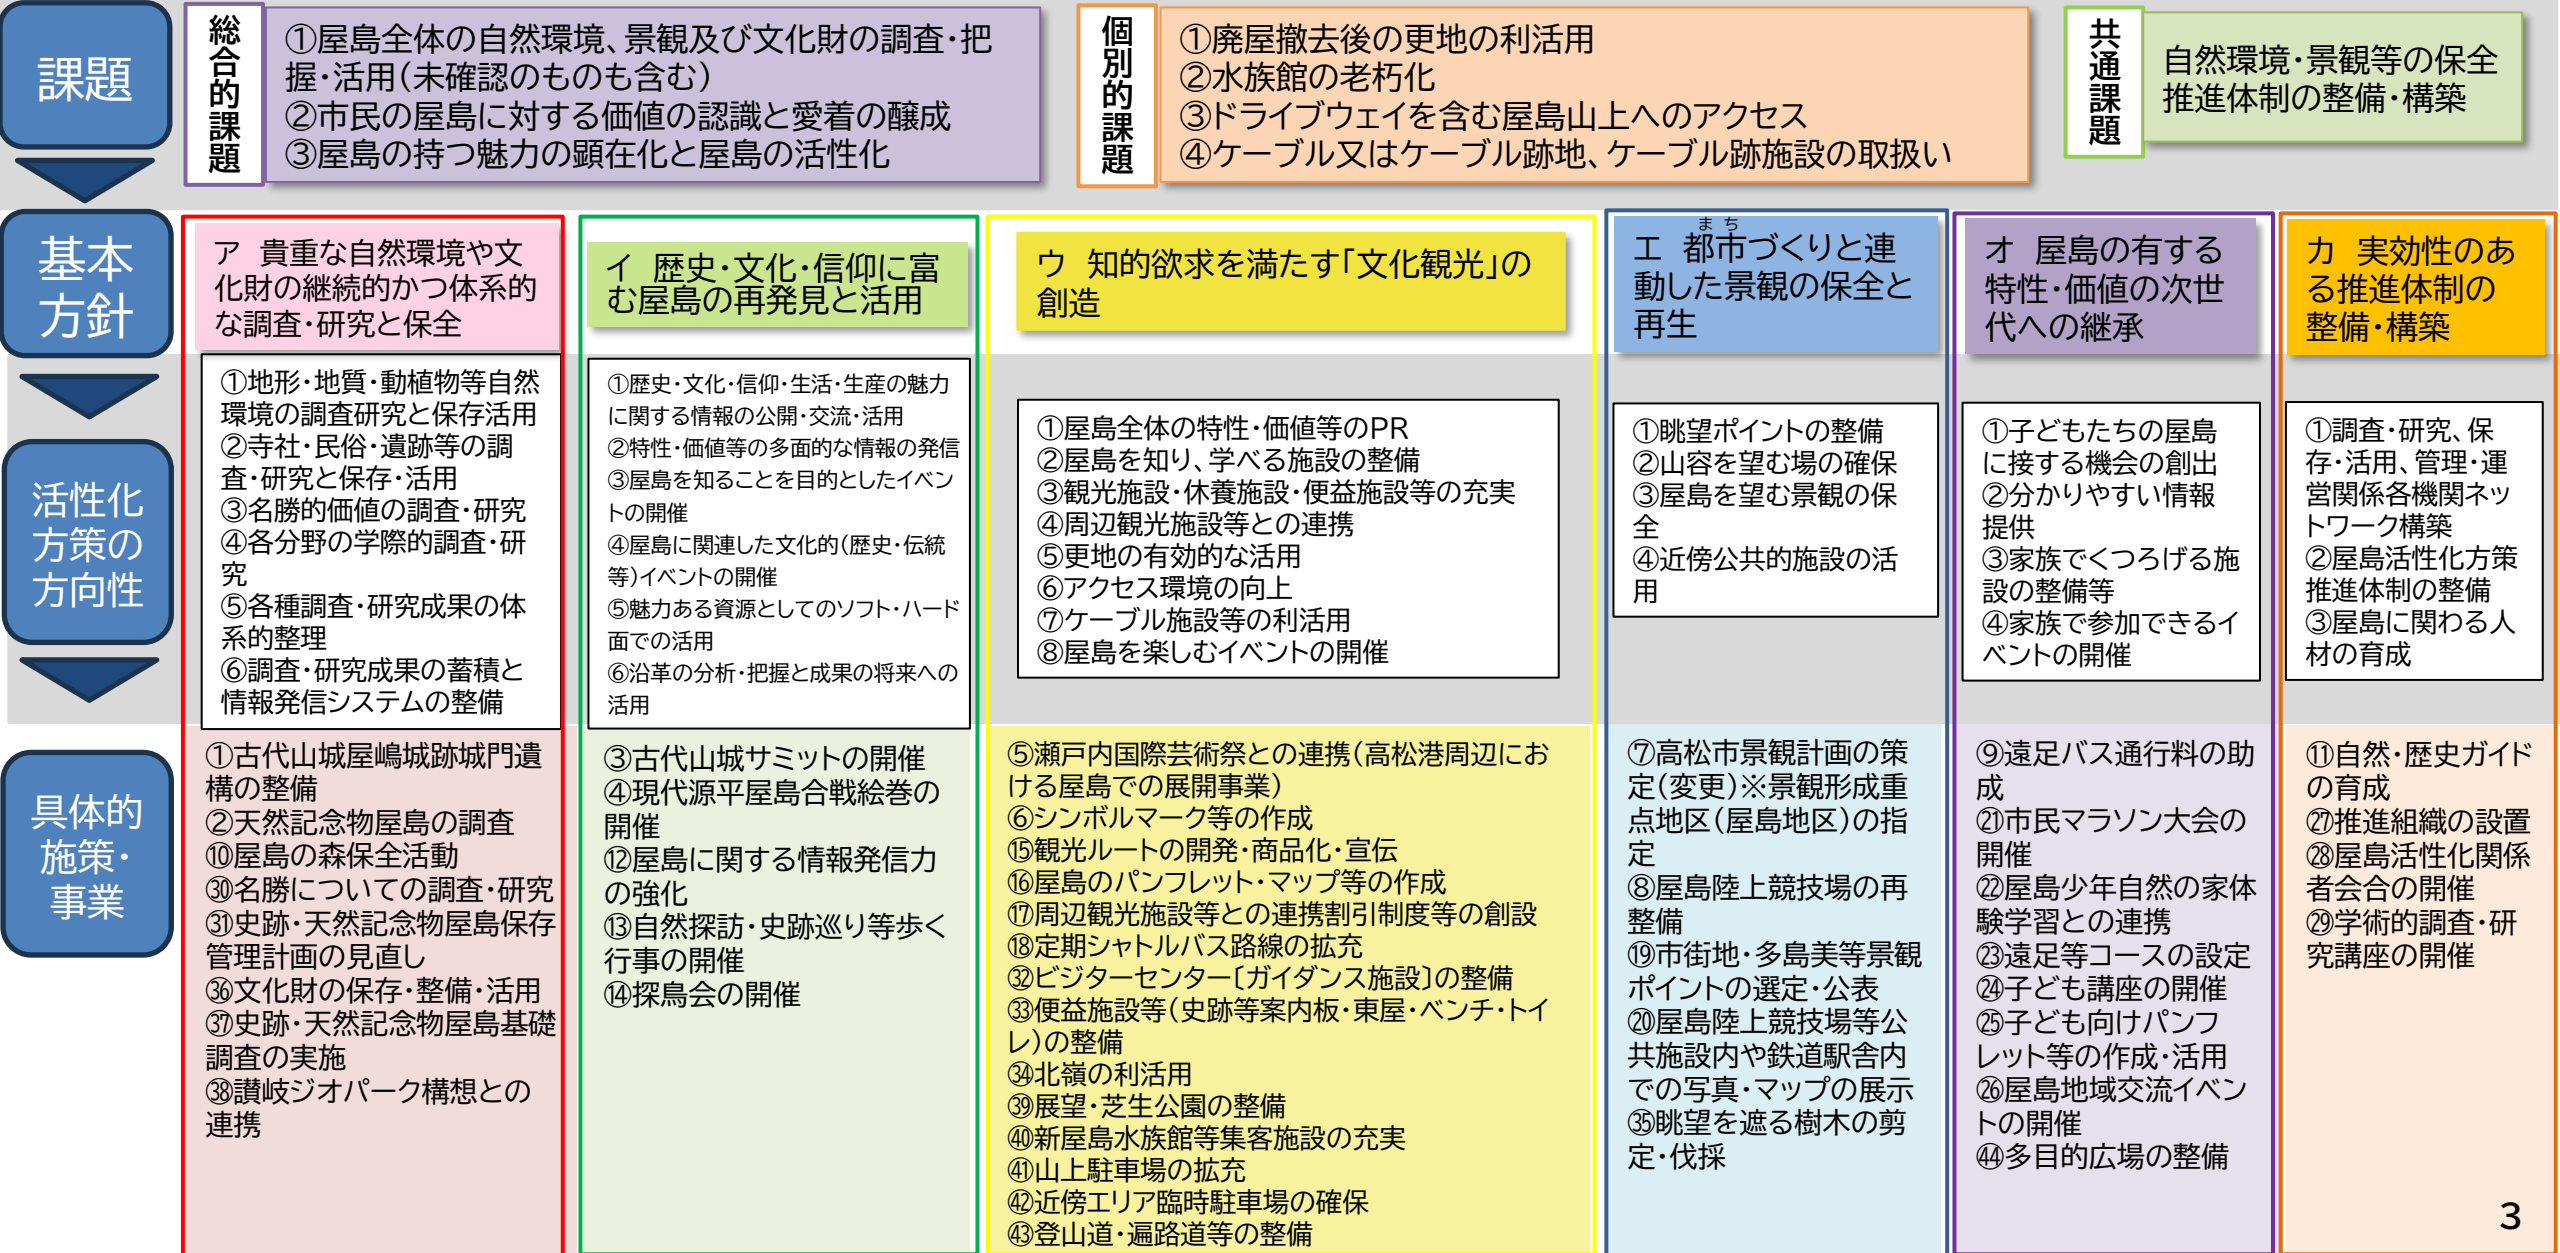 課題
総合的課題
①屋島全体の自然環境、景観及び文化財の調査・把
握・活用(未確認のものも含む)
②市民の屋島に対する価値の認識と愛着の醸成
③屋島の持つ魅力の顕在化と屋島の活性化
個別的課題
①廃屋撤去後の更地の利活用
②水族館の老朽化
③ドライブウェイを含む屋島山上へのアクセス
④ケーブル又はケーブル跡地、ケーブル跡施設の取扱い
共通課題
自然環境・景観等の保全
推進体制の整備・構築
基本
方針
ア 貴重な自然環境や文
化財の継続的かつ体系的
な調査・研究と保全
イ 歴史・文化・信仰に富
む屋島の再発見と活用
ウ 知的欲求を満たす「文化観光」の
創造
まち
エ 都市づくりと連
動した景観の保全と
再生
オ 屋島の有する
特性・価値の次世
代への継承
カ 実効性のあ
る推進体制の
整備・構築
活性化
方策の
方向性
①地形・地質・動植物等自然
環境の調査研究と保存活用
②寺社・民俗・遺跡等の調
査・研究と保存・活用
③名勝的価値の調査・研究
④各分野の学際的調査・研
究
⑤各種調査・研究成果の体
系的整理
⑥調査・研究成果の蓄積と
情報発信システムの整備
①歴史・文化・信仰・生活・生産の魅力
に関する情報の公開・交流・活用
②特性・価値等の多面的な情報の発信
③屋島を知ることを目的としたイベン
トの開催
④屋島に関連した文化的(歴史・伝統
等)イベントの開催
⑤魅力ある資源としてのソフト・ハード
面での活用
⑥沿革の分析・把握と成果の将来への
活用
①屋島全体の特性・価値等のPR
②屋島を知り、学べる施設の整備
③観光施設・休養施設・便益施設等の充実
④周辺観光施設等との連携
⑤更地の有効的な活用
⑥アクセス環境の向上
⑦ケーブル施設等の利活用
⑧屋島を楽しむイベントの開催
①眺望ポイントの整備
②山容を望む場の確保
③屋島を望む景観の保
全
④近傍公共的施設の活
用
①子どもたちの屋島
に接する機会の創出
②分かりやすい情報
提供
③家族でくつろげる施
設の整備等
④家族で参加できるイ
ベントの開催
①調査・研究、保
存・活用、管理・運
営関係各機関ネッ
トワーク構築
②屋島活性化方策
推進体制の整備
③屋島に関わる人
材の育成
具体的
施策・
事業
①古代山城屋嶋城跡城門遺
構の整備
②天然記念物屋島の調査
⑩屋島の森保全活動
㉚名勝についての調査・研究
㉛史跡・天然記念物屋島保存
管理計画の見直し
㊱文化財の保存・整備・活用
㊲史跡・天然記念物屋島基礎
調査の実施
㊳讃岐ジオパーク構想との
連携
③古代山城サミットの開催
④現代源平屋島合戦絵巻の
開催
⑫屋島に関する情報発信力
の強化
⑬自然探訪・史跡巡り等歩く
行事の開催
⑭探鳥会の開催
⑤瀬戸内国際芸術祭との連携(高松港周辺にお
ける屋島での展開事業)
⑥シンボルマーク等の作成
⑮観光ルートの開発・商品化・宣伝
⑯屋島のパンフレット・マップ等の作成
⑰周辺観光施設等との連携割引制度等の創設
⑱定期シャトルバス路線の拡充
㉜ビジターセンター〔ガイダンス施設〕の整備
㉝便益施設等(史跡等案内板・東屋・ベンチ・トイ
レ)の整備
㉞北嶺の利活用
㊴展望・芝生公園の整備
㊵新屋島水族館等集客施設の充実
㊶山上駐車場の拡充
㊷近傍エリア臨時駐車場の確保
㊸登山道・遍路道等の整備
⑦高松市景観計画の策
定(変更)※景観形成重
点地区(屋島地区)の指
定
⑧屋島陸上競技場の再
整備
⑲市街地・多島美等景観
ポイントの選定・公表
⑳屋島陸上競技場等公
共施設内や鉄道駅舎内
での写真・マップの展示
㉟眺望を遮る樹木の剪
定・伐採
⑨遠足バス通行料の助
成
㉑市民マラソン大会の
開催
㉒屋島少年自然の家体
験学習との連携
㉓遠足等コースの設定
㉔子ども講座の開催
㉕子ども向けパンフ
レット等の作成・活用
㉖屋島地域交流イベン
トの開催
㊹多目的広場の整備
⑪自然・歴史ガイド
の育成
㉗推進組織の設置
㉘屋島活性化関係
者会合の開催
㉙学術的調査・研
究講座の開催
3